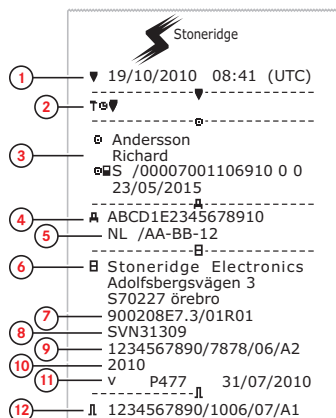 Stoneridge
1 ▼ 19/10/2010 08:41 (UTC)
2
3
Andersson
Richard
S /00007001106910 0 0
23/05/2015
4 ABCD1E2345678910
5 NL /AA-BB-12
6 Stoneridge Electronics
Adolfsbergsvägen 3
S70227 örebro
7 900208E7.3/01R01
8 SVN31309
9 1234567890/7878/06/A2
10 2010
11 v P477 31/07/2010
12 1234567890/1006/07/A1